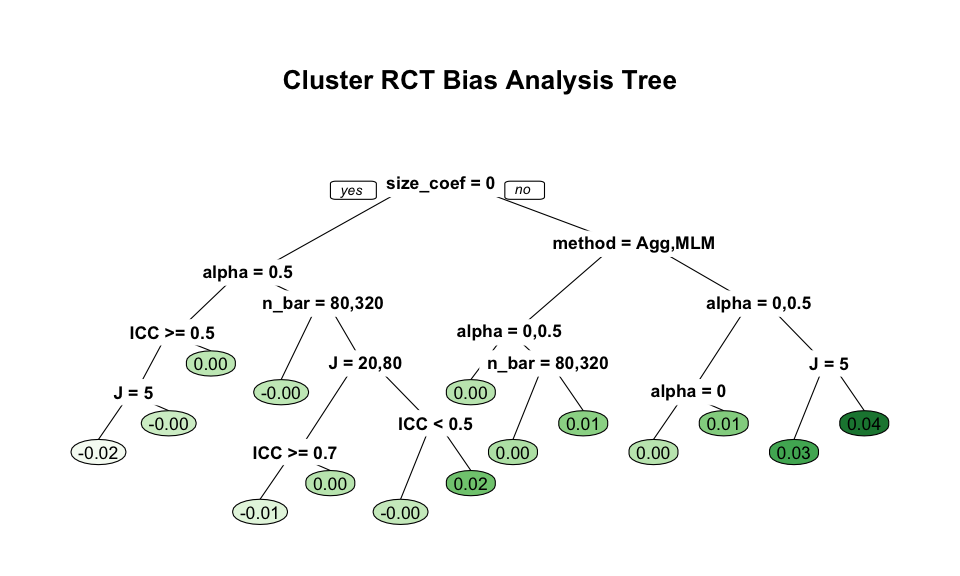 Cluster RCT Bias Analysis Tree
yes
size_coef = 0
no
method = Agg,MLM
alpha = 0.5
n_bar = 80,320
alpha = 0,0.5
ICC >= 0.5
alpha = 0,0.5
0.00
J = 20,80
n_bar = 80,320
J = 5
J = 5
-0.00
0.00
alpha = 0
-0.00
ICC < 0.5
0.01
0.01
0.04
-0.02
ICC >= 0.7
0.00
0.00
0.03
0.00
0.02
-0.01
-0.00